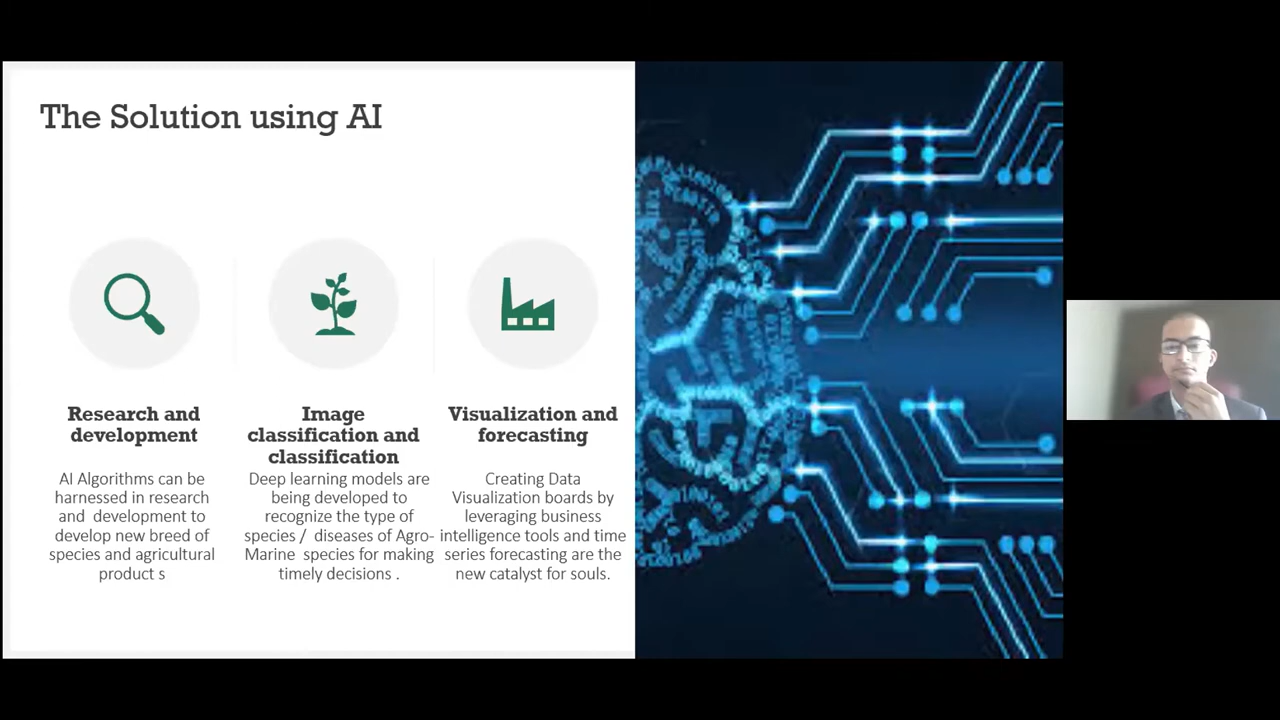 The Solution using AI
Research and
development
AI Algorithms can be
harnessed in research
and development to
develop new breed of
species and agricultural
product s
Image
classification and
classification
Deep learning models are
being developed to
recognize the type of
species / diseases of Agro-
Marine species for making
timely decisions .
Visualization and
forecasting
Creating Data
Visualization boards by
leveraging business
intelligence tools and time
series forecasting are the
new catalyst for souls.